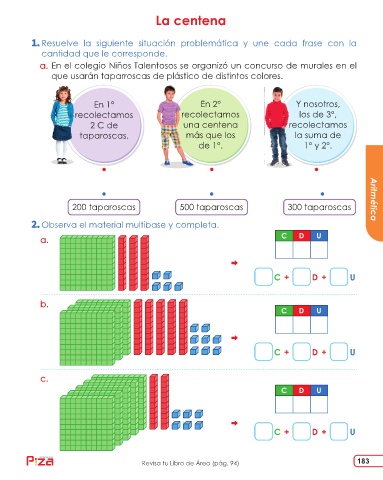 La centena
1. Resuelve la siguiente situación problemática y une cada frase con la
cantidad que le corresponde.
a. En el colegio Niños Talentosos se organizó un concurso de murales en el
que usarán taparroscas de plástico de distintos colores.
En 1°
recolectamos
2 C de
taparroscas.
En 2°
recolectamos
una centena
más que los
de 1°.
Y nosotros,
los de 3°,
recolectamos
la suma de
1° y 2°.
200 taparoscas
500 taparoscas
300 taparoscas
Aritmética
2. Observa el material multibase y completa.
a.
C D U
C + D + U
b.
C D U
C + D + U
c.
C D U
C + D + U
Pizza
Revisa tu Libro de Área (pág. 94)
183